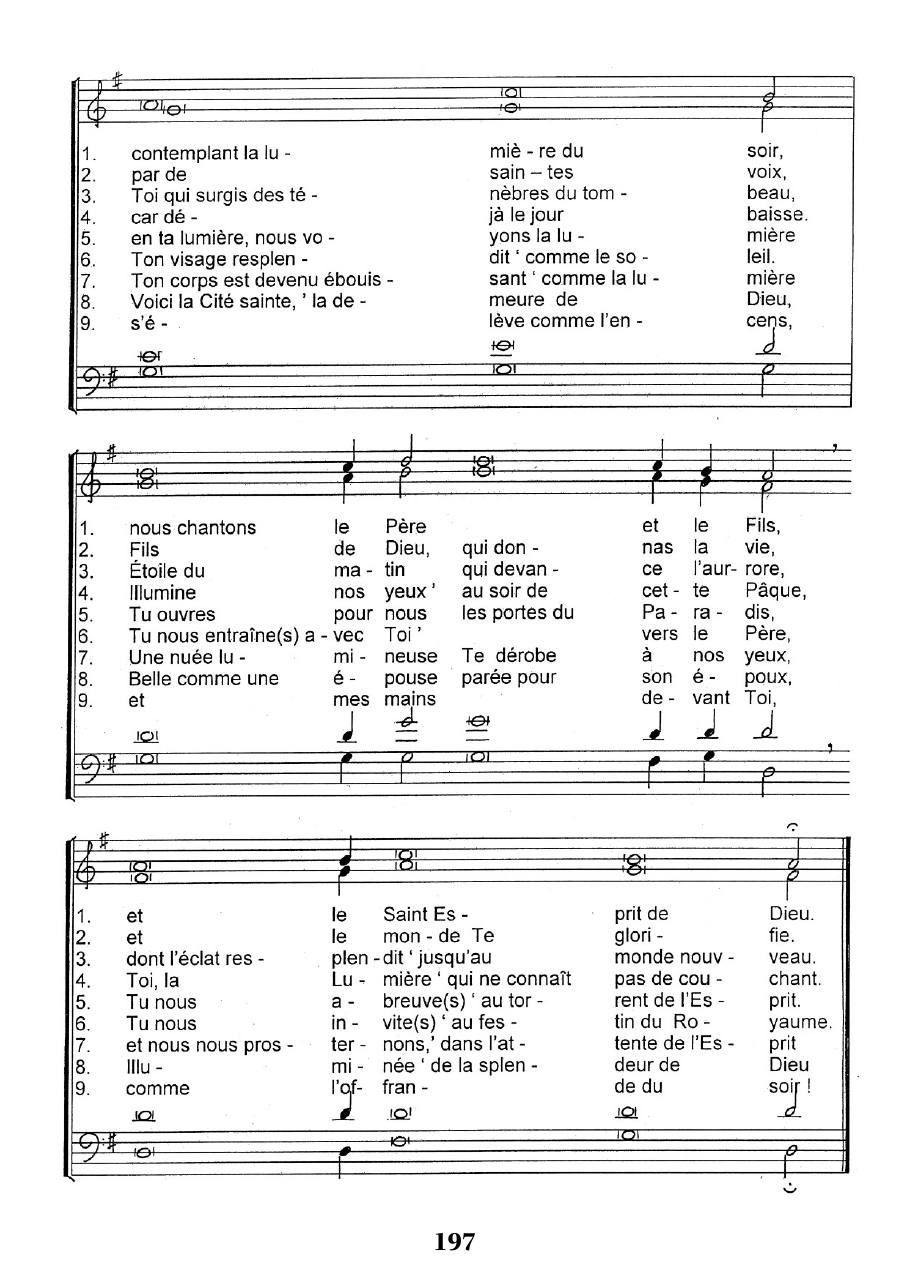 1. contemplant la lu - miè - re du soir,
2. par de sain – tes voix,
3. Toi qui surgis des té - nèbres du tom - beau,
4. car dé - jà le jour baisse.
5. en ta lumière, nous vo - yons la lu - mière
6. Ton visage resplen - dit ‘ comme le so - leil.
7. Ton corps est devenu ébouis - sant ‘ comme la lu - mière
8. Voici la Cité sainte, ’ la de - meure de Dieu,
9. s’é - lève comme l’en - cens,
1. nous chantons le Père et le Fils,
2. Fils de Dieu, qui don - nas la vie,
3. Étoile du ma - tin qui devan - ce l’aur- rore,
4. Illumine nos yeux ’ au soir de cet - te Pâque,
5. Tu ouvres pour nous les portes du Pa - ra - dis,
6. Tu nous entraîne(s) a - vec Toi ’ vers le Père,
7. Une nuée lu - mi - neuse Te dérobe à nos yeux,
8. Belle comme une é - pouse parée pour son é - poux,
9. et mes mains de - vant Toi,
1. et le Saint Es - prit de Dieu.
2. et le mon - de Te glori - fie.
3. dont l’éclat res - plen - dit ‘ jusqu’au monde nouv - veau.
4. Toi, la Lu - mière ‘ qui ne connaît pas de cou - chant.
5. Tu nous a - breuve(s) ‘ au tor - rent de l’Es - prit.
6. Tu nous in - vite(s) ‘ au fes - tin du Ro - yaume.
7. et nous nous pros - ter - nons,’ dans l’at - tente de l’Es - prit
8. Illu - mi - née ‘ de la splen - deur de Dieu
9. comme l’of- fran - de du soir !
197